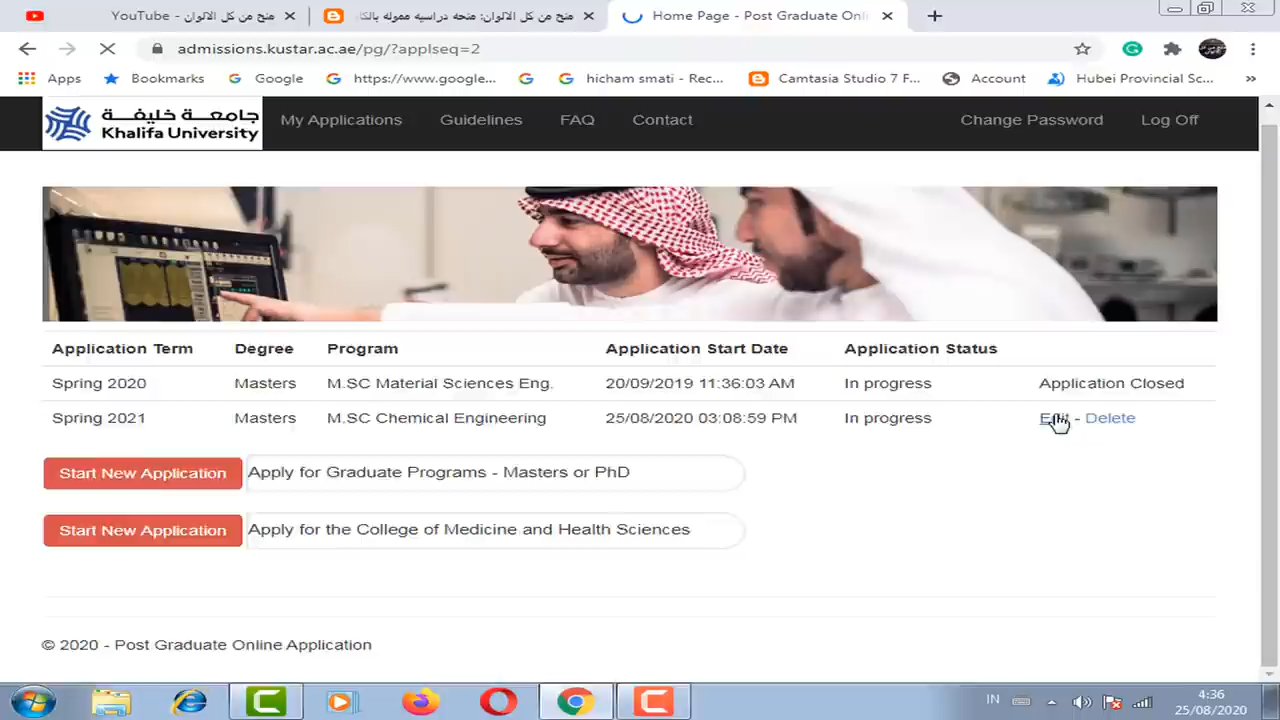 YouTube - منح من كل الالوان
منح من كل الالوان: منحه دراسيه مموله بالكا
Home Page - Post Graduate Onli
admissions.kustar.ac.ae/pg/?applseq=2
Apps Bookmarks Google https://www.google... hicham smati - Rec... Camtasia Studio 7 F... Account Hubei Provincial Sc... »
جامعة خليفة
Khalifa University
My Applications Guidelines FAQ Contact Change Password Log Off
Application Term Degree Program Application Start Date Application Status
Spring 2020 Masters M.SC Material Sciences Eng. 20/09/2019 11:36:03 AM In progress Application Closed
Spring 2021 Masters M.SC Chemical Engineering 25/08/2020 03:08:59 PM In progress Edit - Delete
Start New Application Apply for Graduate Programs - Masters or PhD
Start New Application Apply for the College of Medicine and Health Sciences
© 2020 - Post Graduate Online Application
IN 4:36
25/08/2020